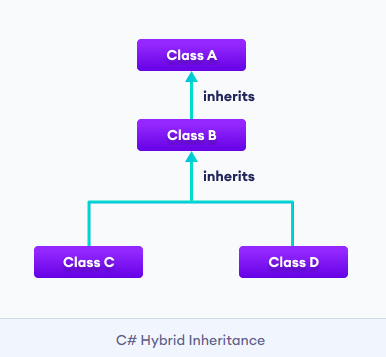 Class A
inherits
Class B
inherits
Class C
Class D
C# Hybrid Inheritance